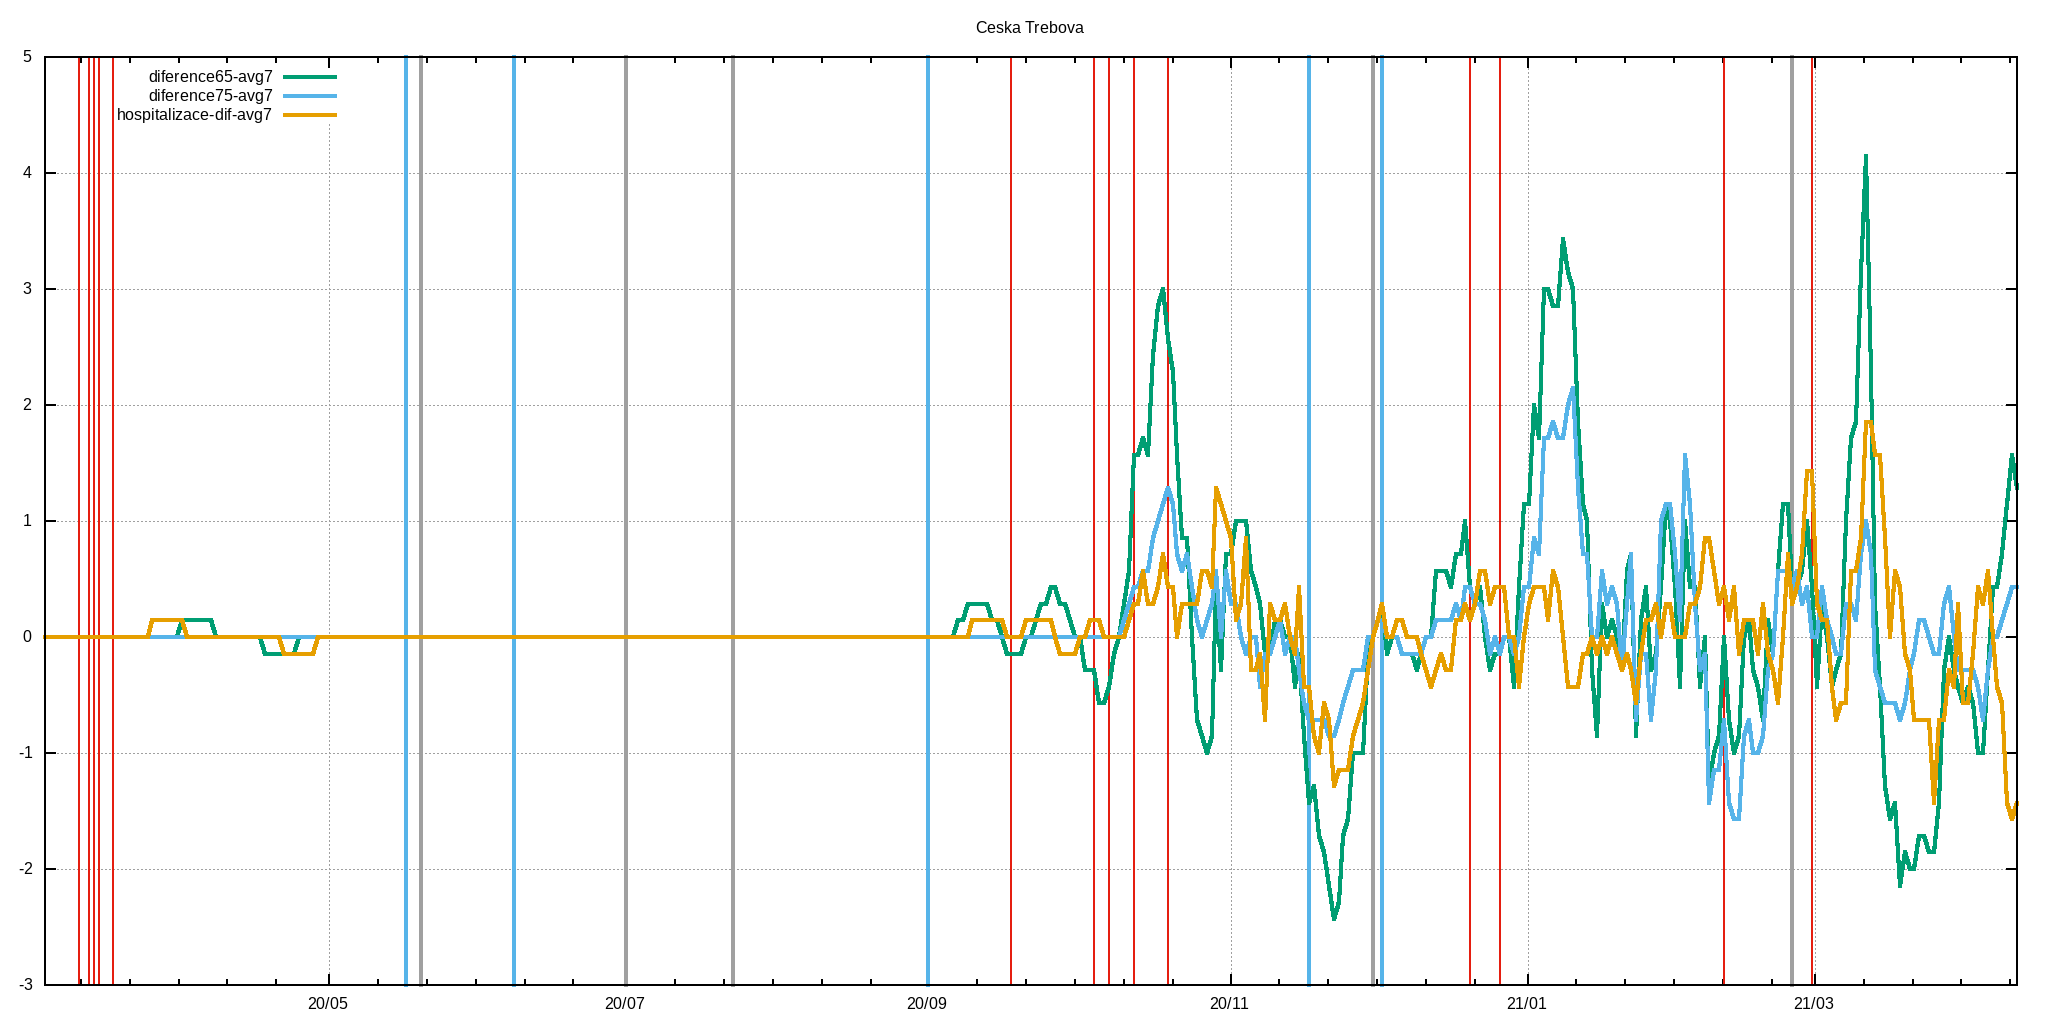 Ceska Trebova
5
diference65-avg7
diference75-avg7
hospitalizace-dif-avg7
4
3
2
1
0
-1
-2
-3
20/05 20/07 20/09 20/11 21/01 21/03